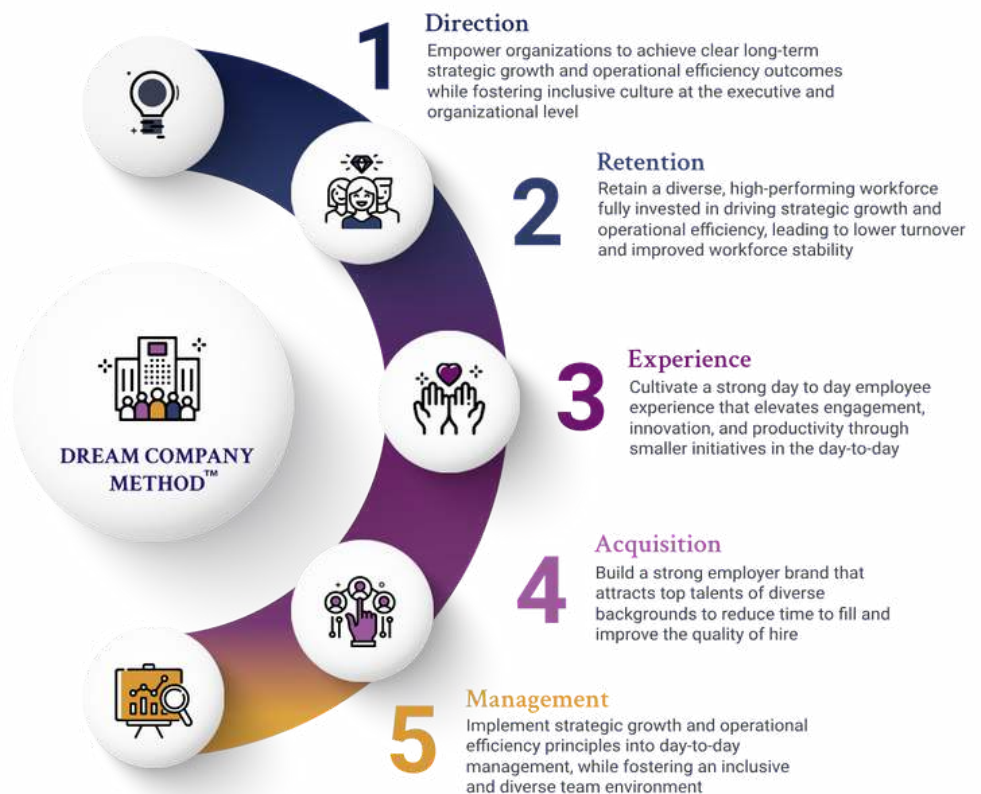 1
Direction
Empower organizations to achieve clear long-term
strategic growth and operational efficiency outcomes
while fostering inclusive culture at the executive and
organizational level
2
Retention
Retain a diverse, high-performing workforce
fully invested in driving strategic growth and
operational efficiency, leading to lower turnover
and improved workforce stability
DREAM COMPANY
METHOD™
3
Experience
Cultivate a strong day to day employee
experience that elevates engagement,
innovation, and productivity through
smaller initiatives in the day-to-day
4
Acquisition
Build a strong employer brand that
attracts top talents of diverse
backgrounds to reduce time to fill and
improve the quality of hire
5
Management
Implement strategic growth and operational
efficiency principles into day-to-day
management, while fostering an inclusive
and diverse team environment